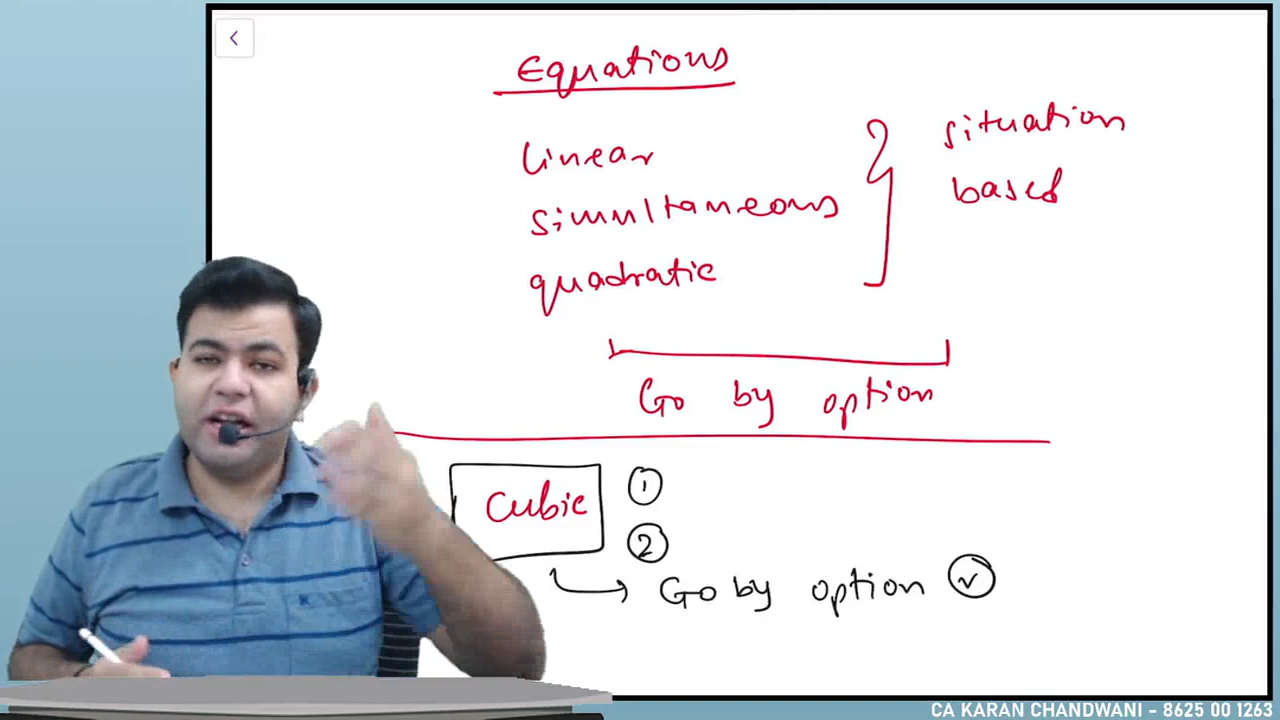 Equations
linear
simultaneous
quadratic
situation
based
Go by option
cubic
1
2
Go by option
CA KARAN CHANDWANI - 8625 00 1263